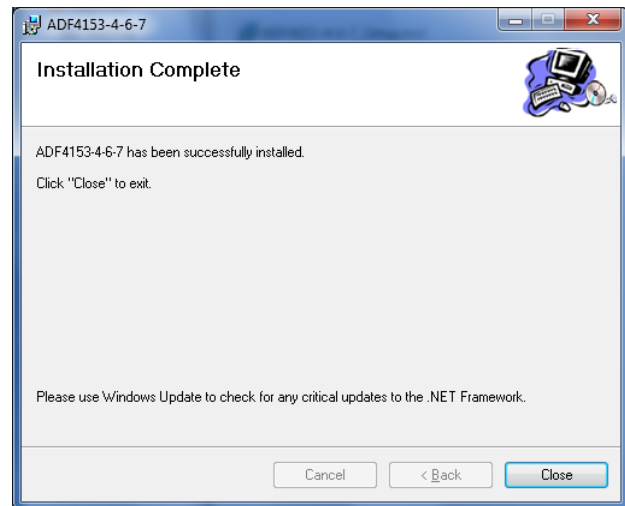 ADF4153-4-6-7
Installation Complete
ADF4153-4-6-7 has been successfully installed.
Click "Close" to exit.
Please use Windows Update to check for any critical updates to the .NET Framework.
Cancel
< Back
Close